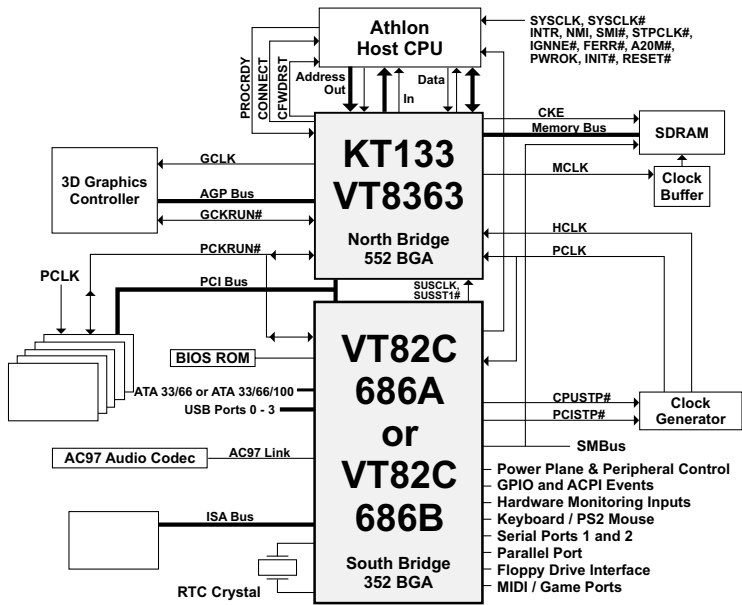 Athlon
Host CPU
SYSCLK, SYSCLK#
INTR, NMI, SMI#, STPCLK#,
IGNNE#, FERR#, A20M#,
PWROK, INIT#, RESET#
PROCRDY
CONNECT
CFWDRST
Address
Out
In
Data
CKE
Memory Bus
SDRAM
KT133
VT8363
North Bridge
552 BGA
GCLK
3D Graphics
Controller
AGP Bus
GCKRUN#
MCLK
Clock
Buffer
HCLK
PCLK
PCKRUN#
PCLK
PCI Bus
SUSCLK,
SUSST1#
BIOS ROM
VT82C
686A
or
VT82C
686B
South Bridge
352 BGA
ATA 33/66 or ATA 33/66/100
USB Ports 0 - 3
CPUSTP#
PCISTP#
Clock
Generator
SMBus
AC97 Audio Codec
AC97 Link
Power Plane & Peripheral Control
GPIO and ACPI Events
Hardware Monitoring Inputs
Keyboard / PS2 Mouse
Serial Ports 1 and 2
Parallel Port
Floppy Drive Interface
MIDI / Game Ports
ISA Bus
RTC Crystal